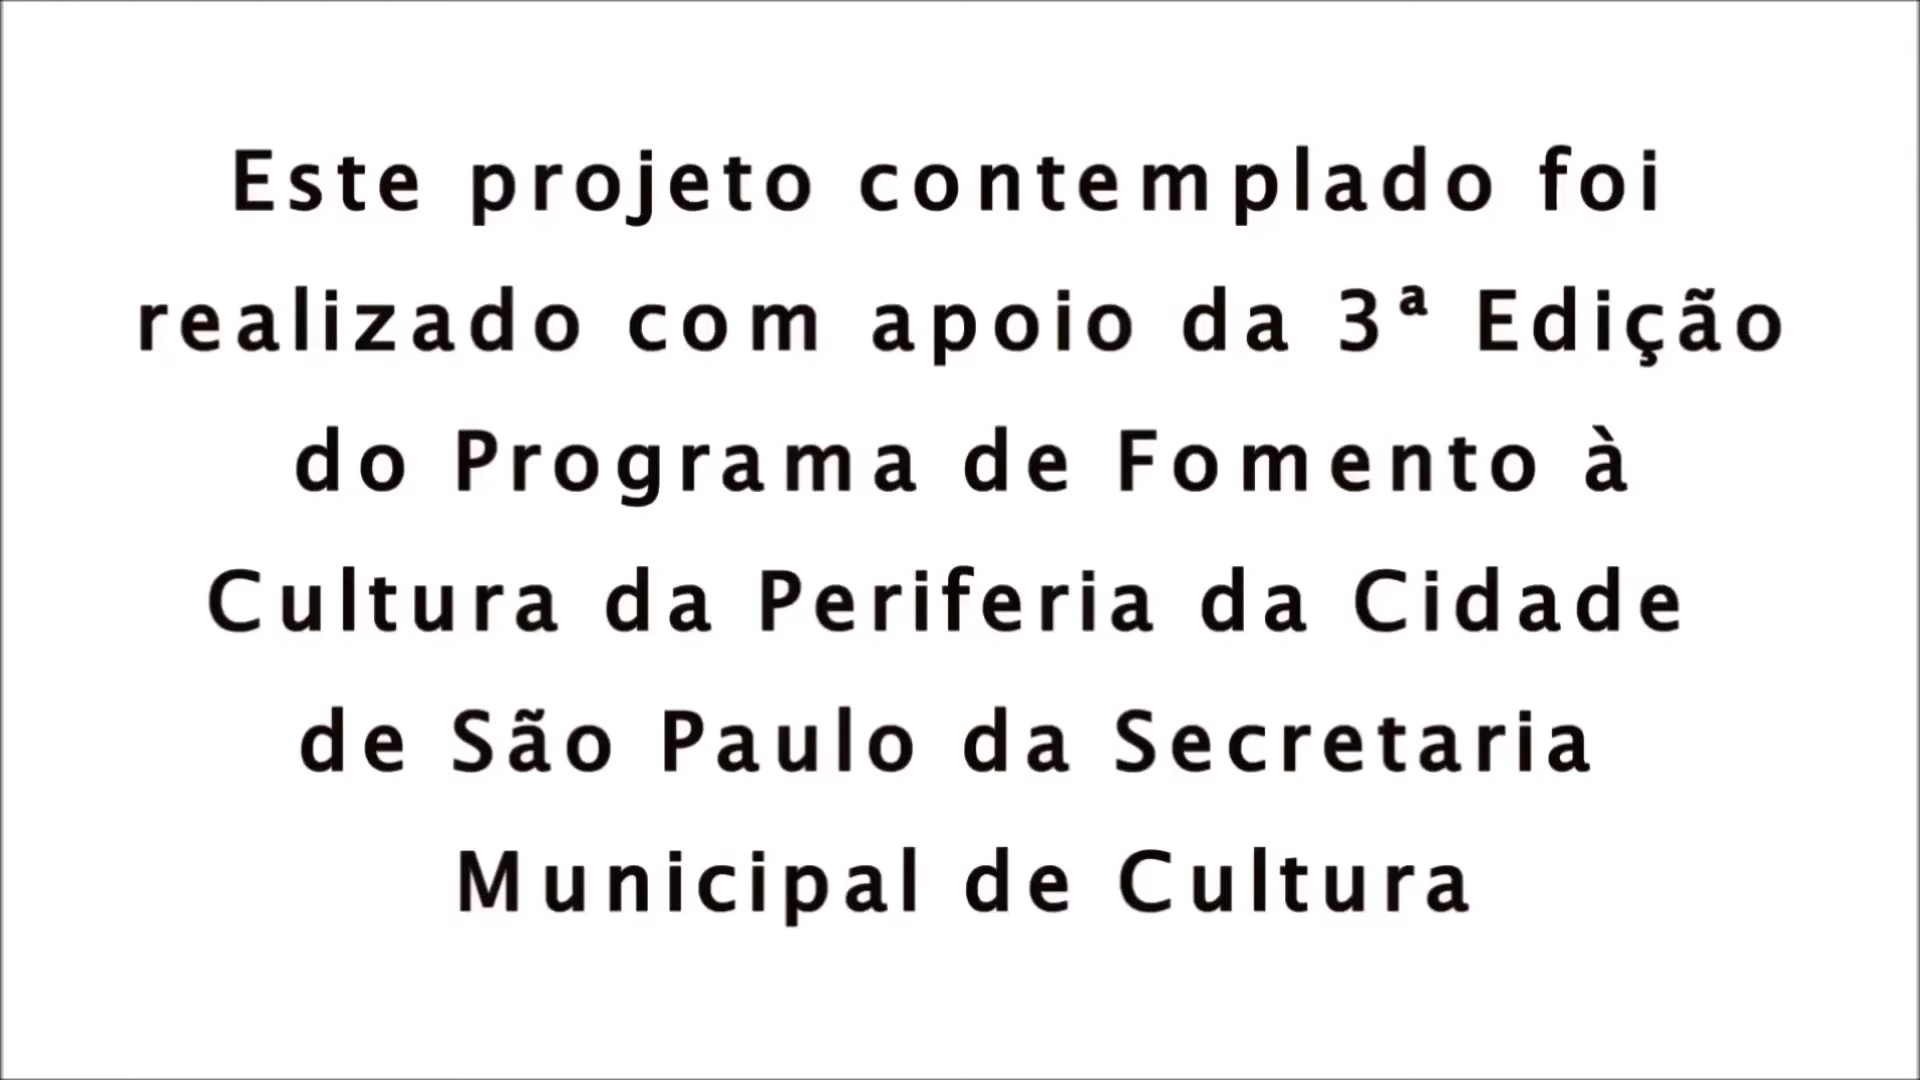 Este projeto contemplado foi
realizado com apoio da 3ª Edição
do Programa de Fomento à
Cultura da Periferia da Cidade
de São Paulo da Secretaria
Municipal de Cultura